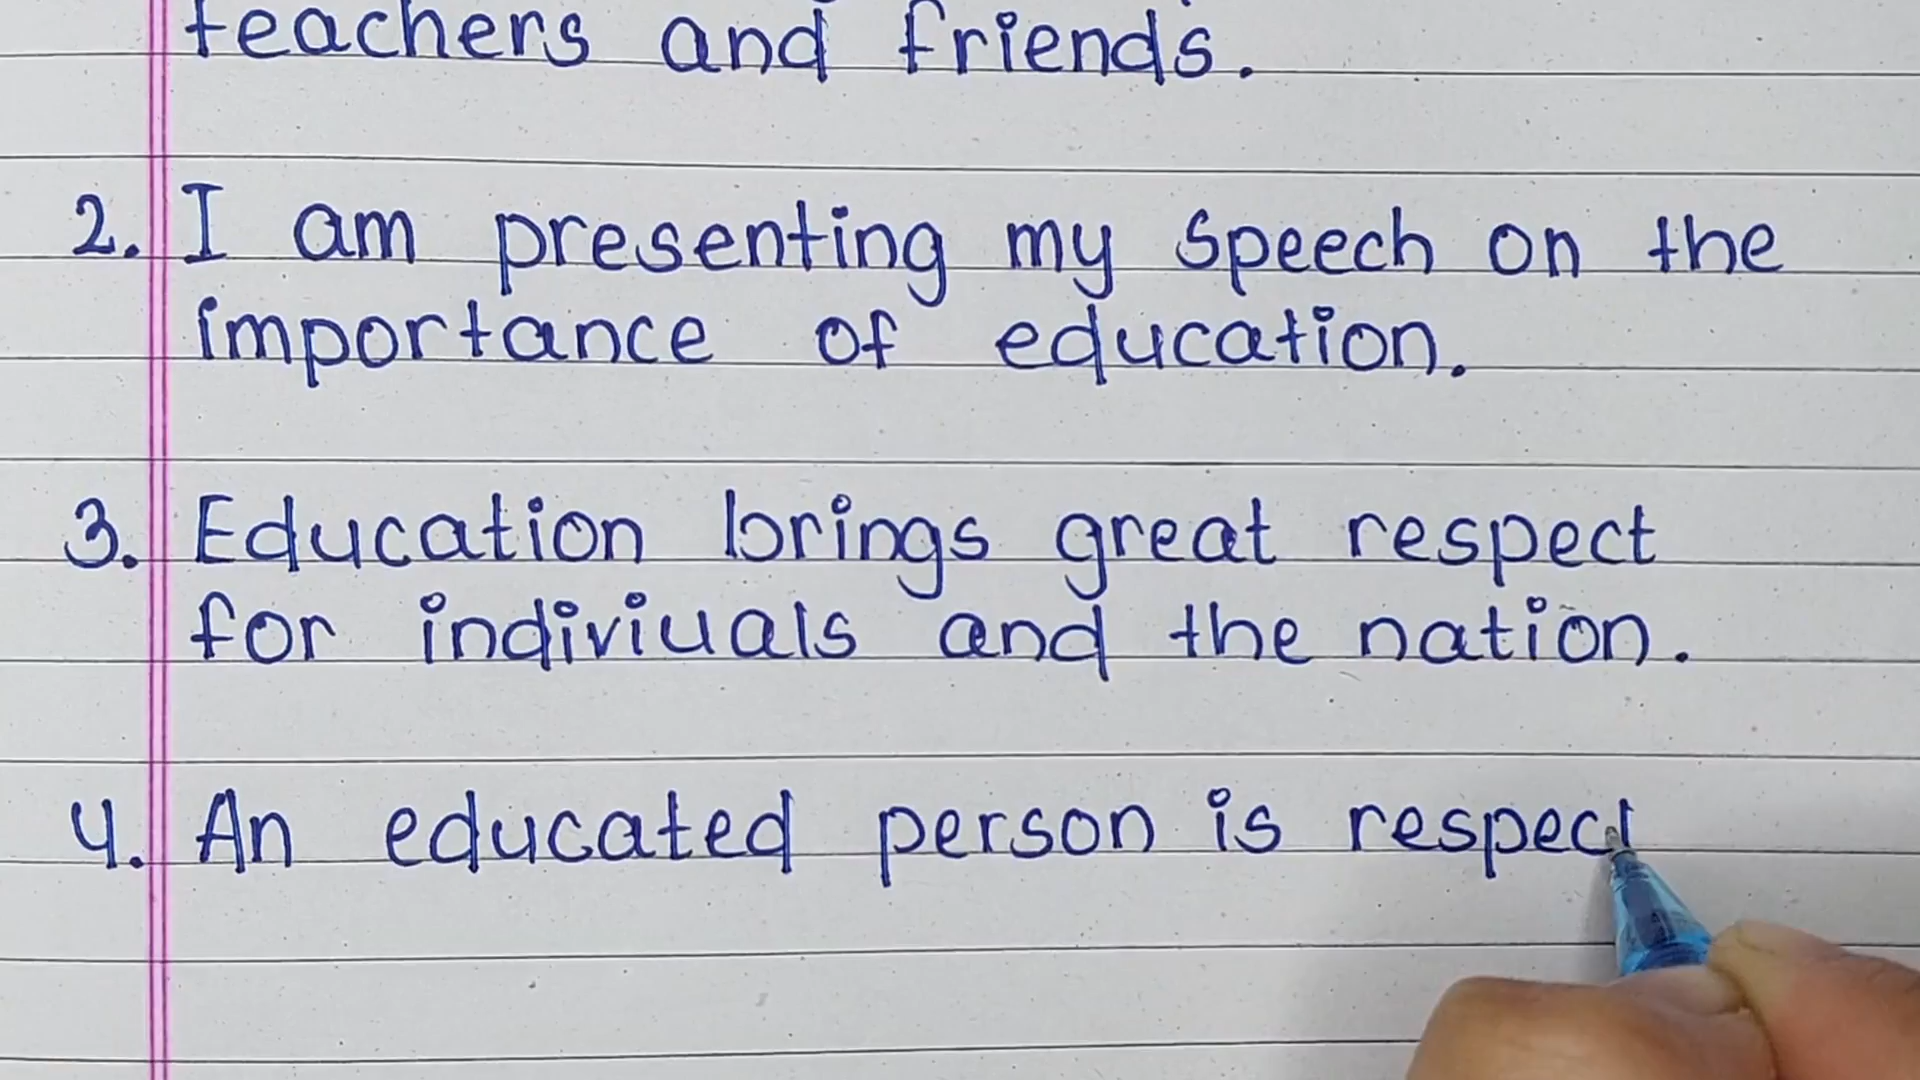 teachers and friends.
2. I am presenting my speech on the
importance of education.
3. Education brings great respect
for indiviuals and the nation.
4. An educated person is respect